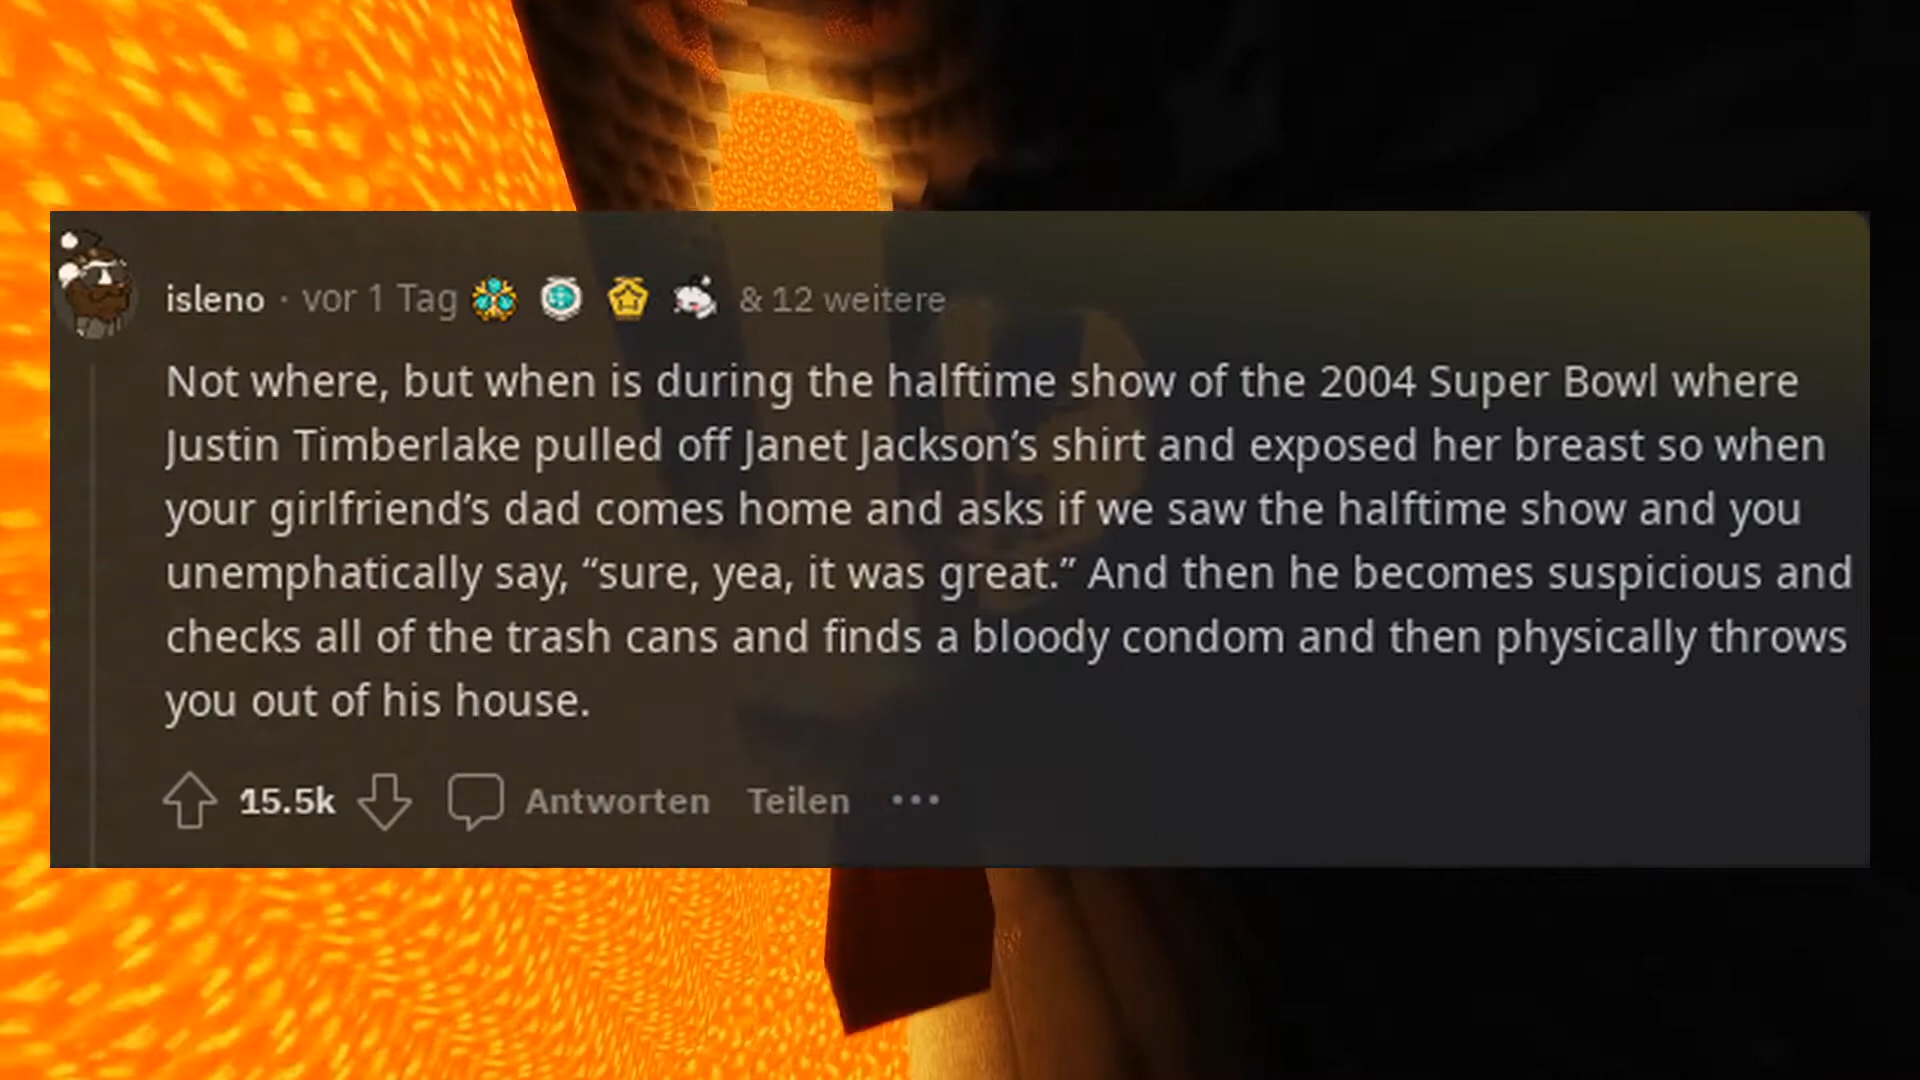 isleno · vor 1 Tag & 12 weitere
Not where, but when is during the halftime show of the 2004 Super Bowl where
Justin Timberlake pulled off Janet Jackson’s shirt and exposed her breast so when
your girlfriend’s dad comes home and asks if we saw the halftime show and you
unemphatically say, “sure, yea, it was great.” And then he becomes suspicious and
checks all of the trash cans and finds a bloody condom and then physically throws
you out of his house.
15.5k Antworten Teilen ···